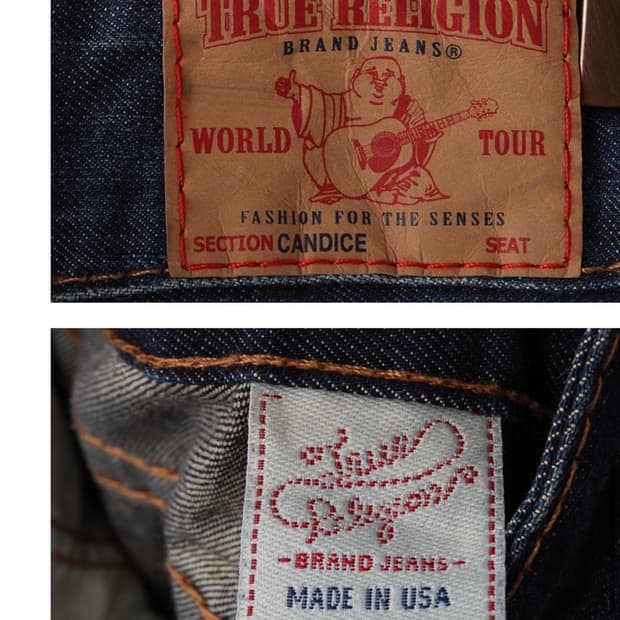 TRUE RELIGION
BRAND JEANS®
WORLD TOUR
FASHION FOR THE SENSES
SECTION CANDICE SEAT
True
Religion
-BRAND JEANS-
MADE IN USA